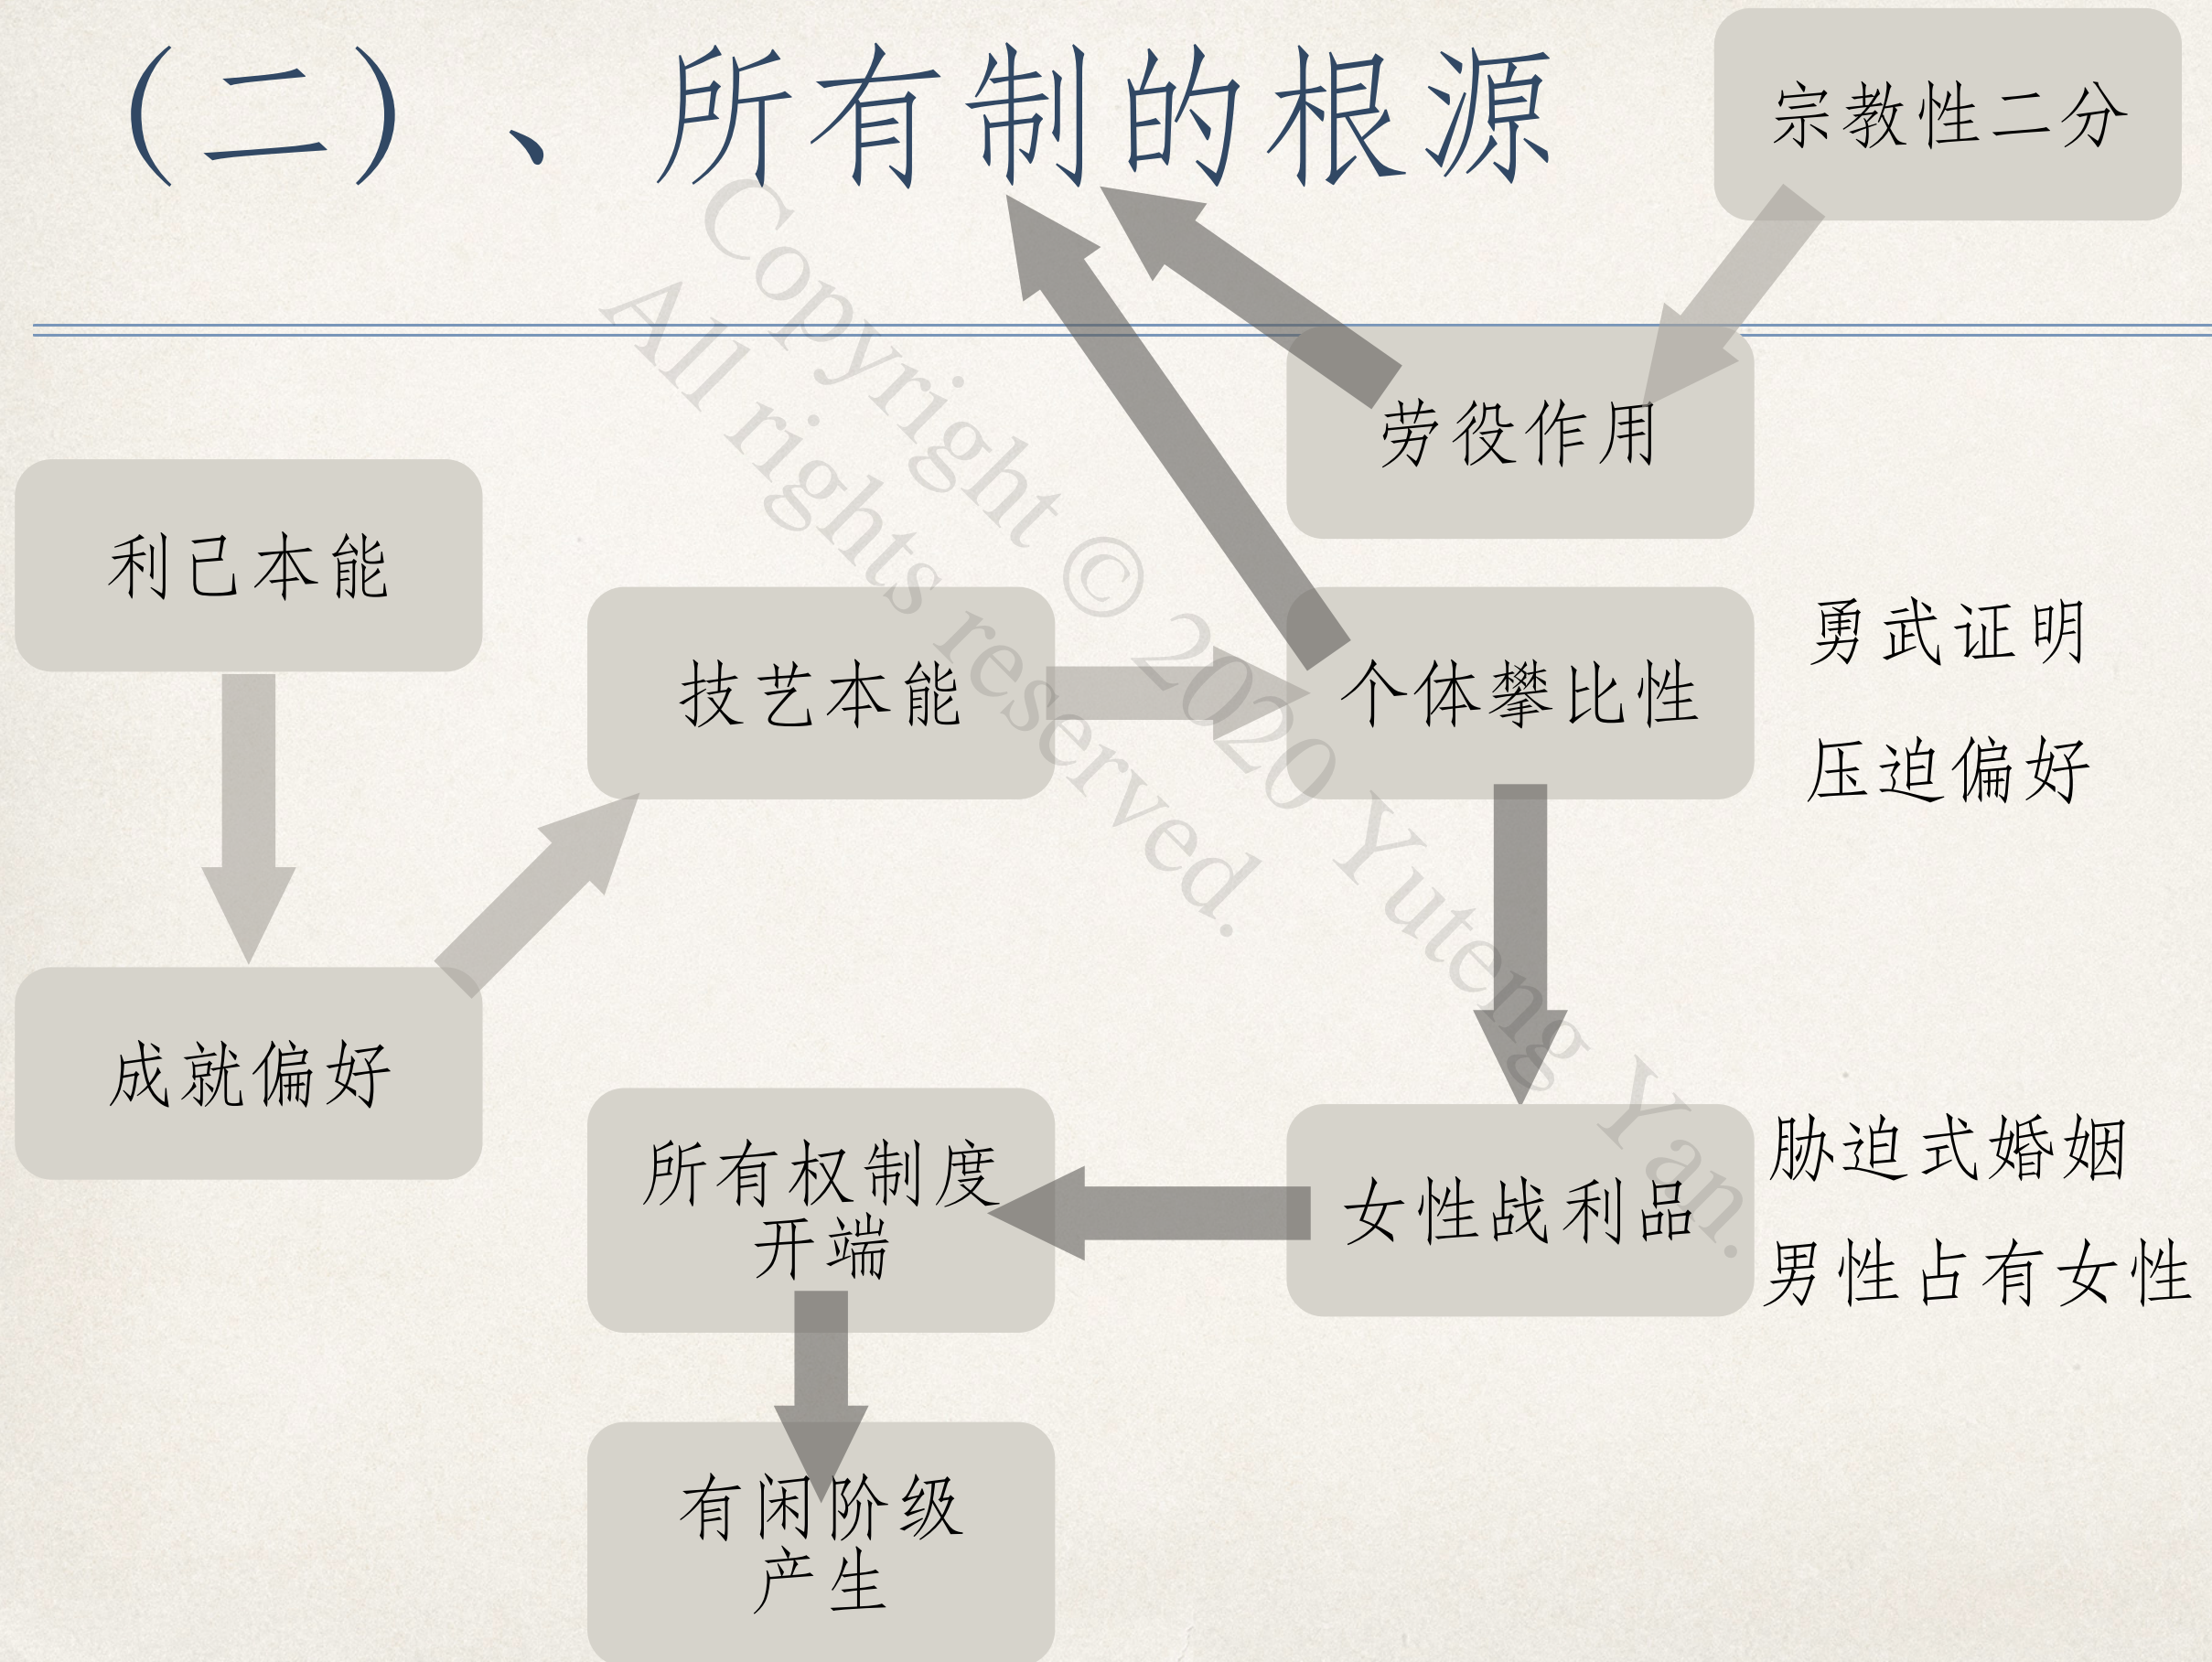 （二）、所有制的根源
宗教性二分
劳役作用
利己本能
技艺本能
个体攀比性
勇武证明
压迫偏好
成就偏好
所有权制度
开端
女性战利品
胁迫式婚姻
男性占有女性
有闲阶级
产生
Copyright © 2020 Yuteng Yan.
All rights reserved.